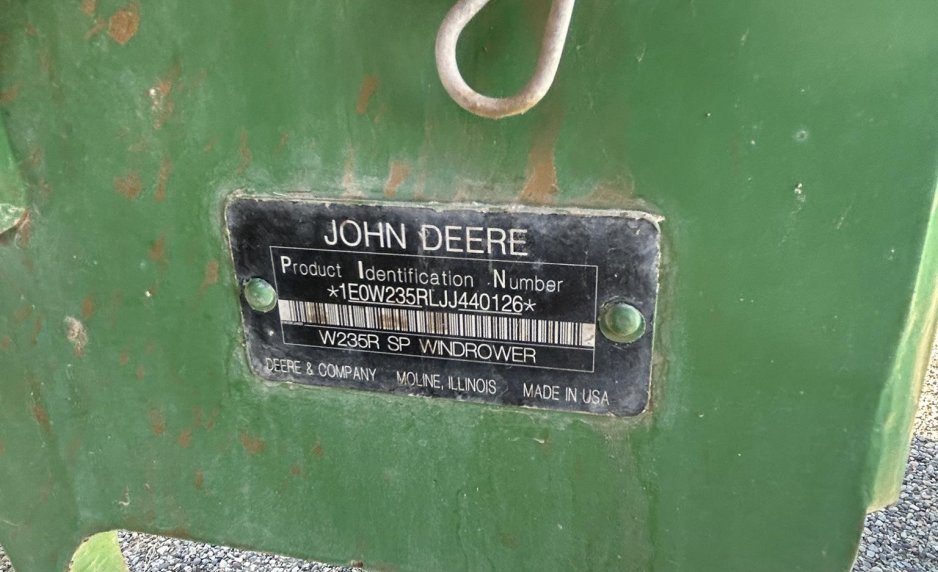 JOHN DEERE
Product Identification Number
*1E0W235RLJJ440126*
W235R SP WINDROWER
DEERE & COMPANY MOLINE, ILLINOIS MADE IN USA